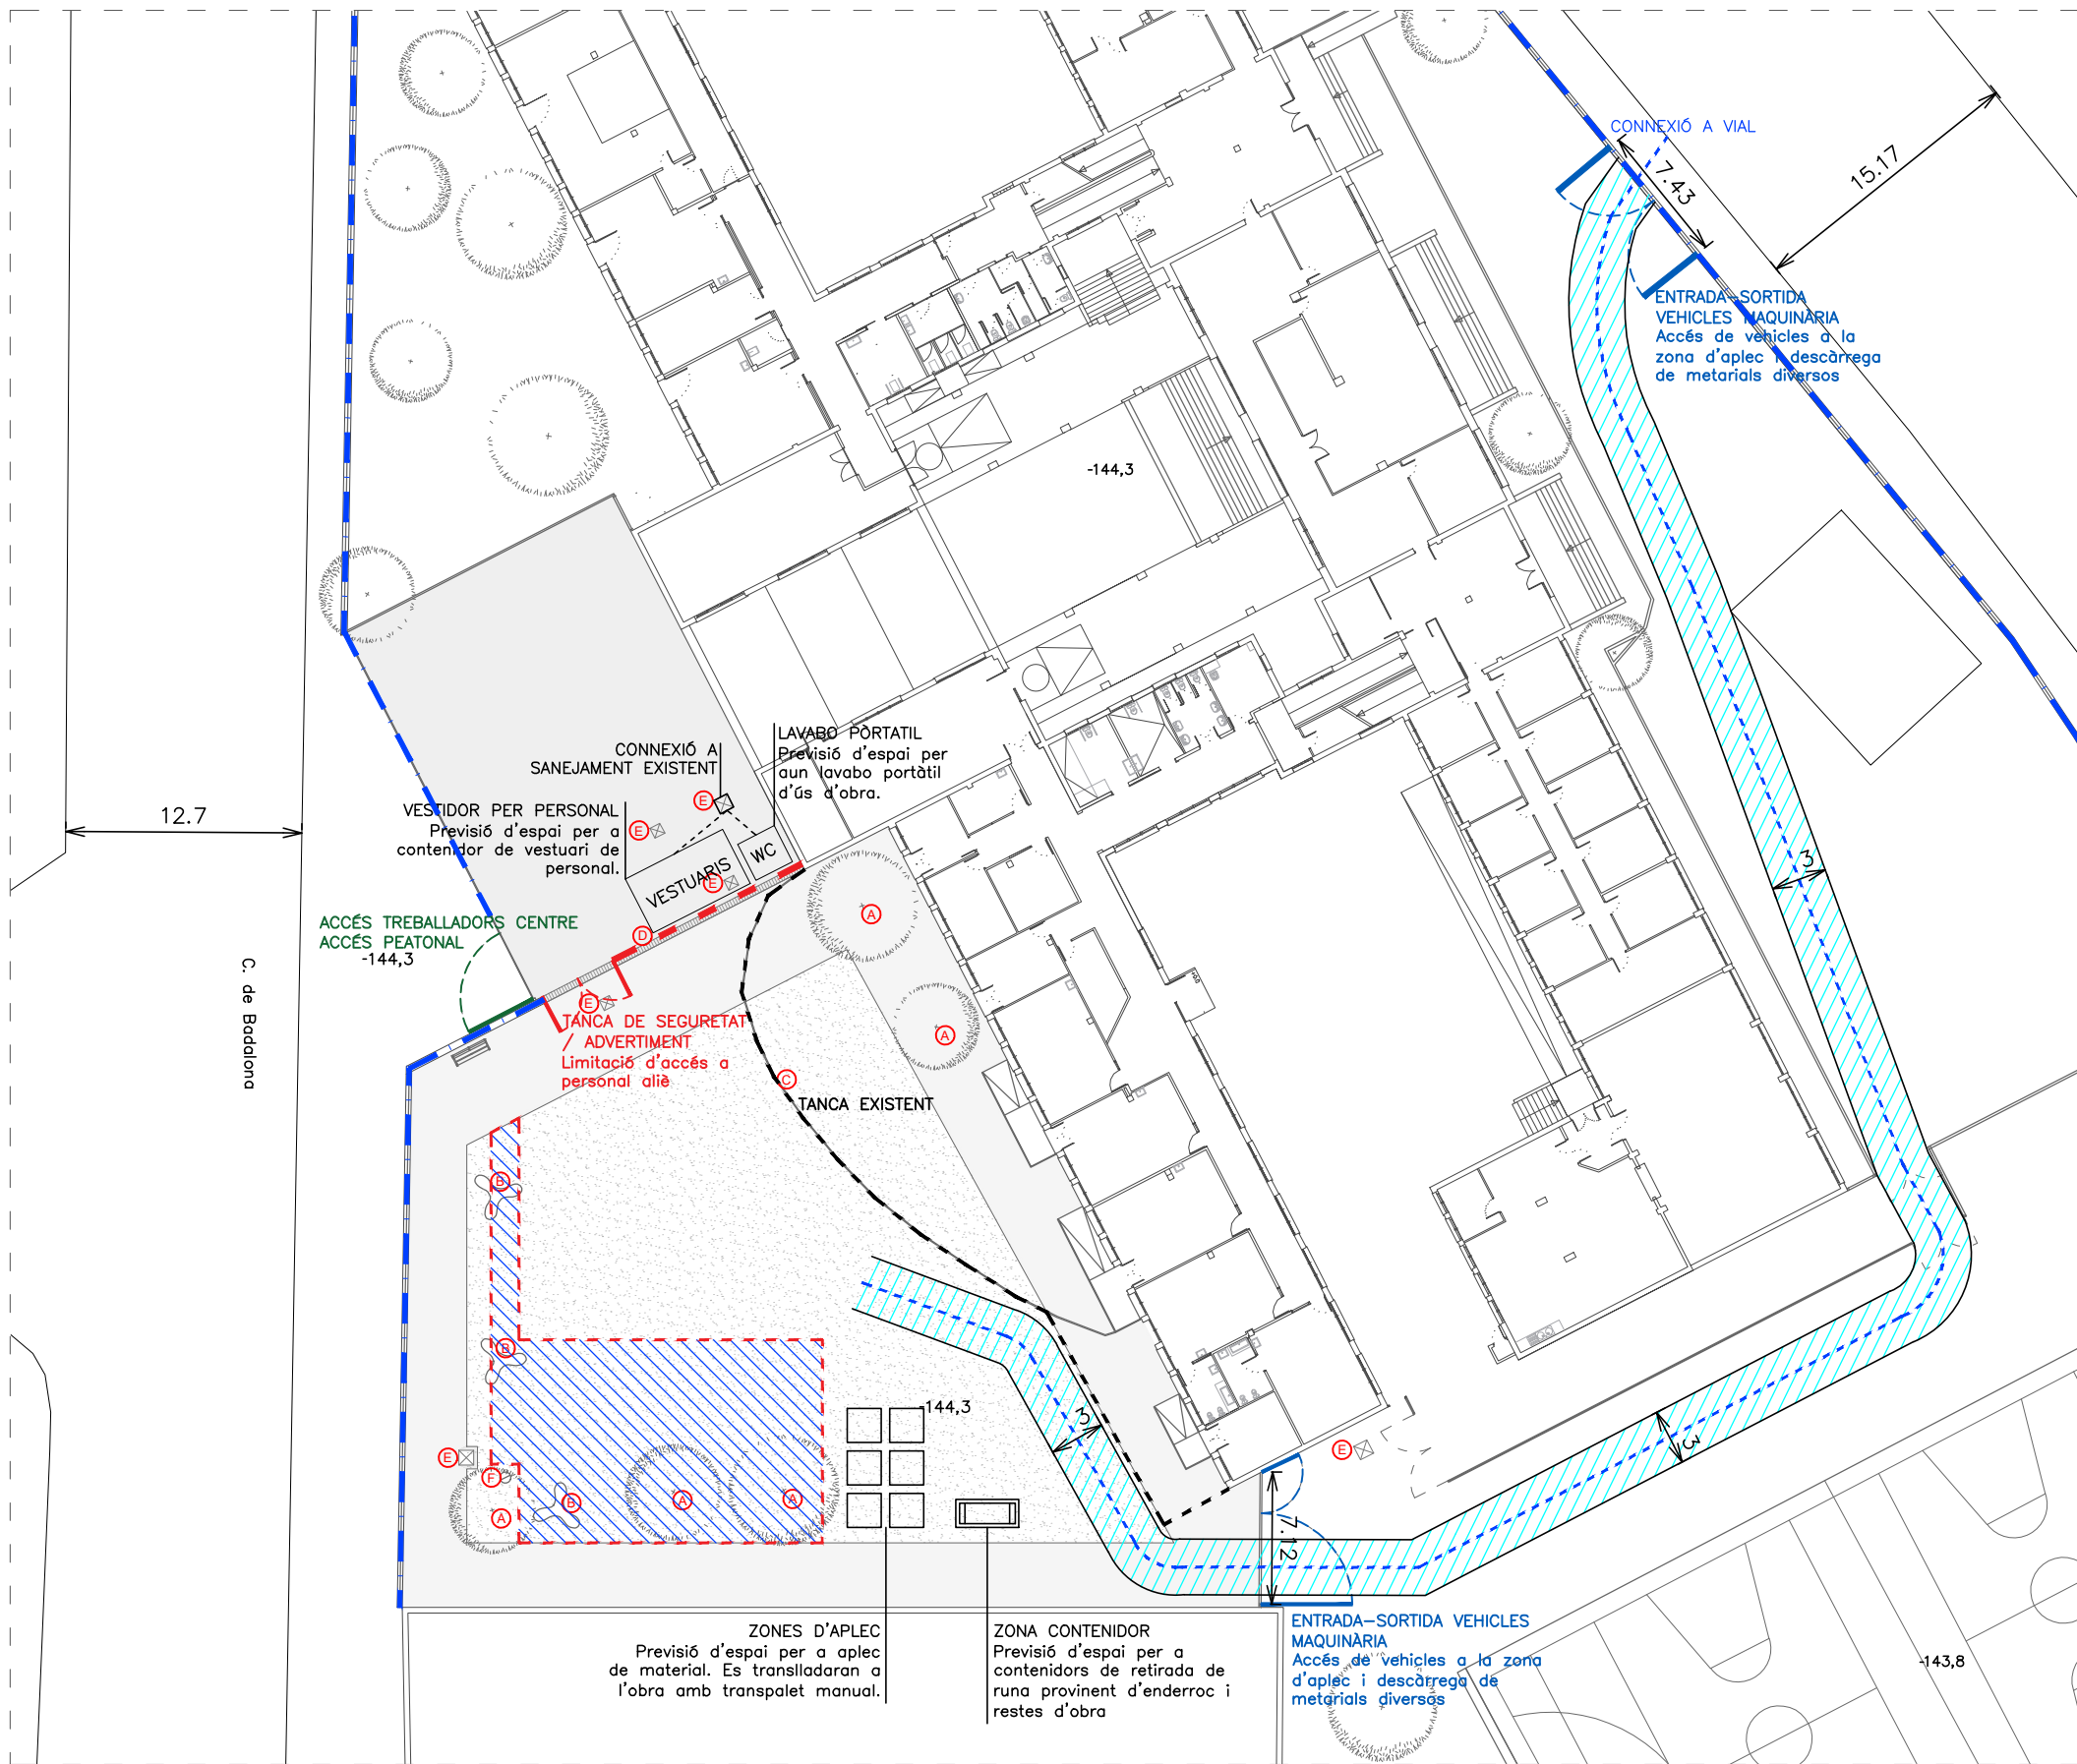 CONNEXIÓ A VIAL
7.43
15.17
ENTRADA-SORTIDA
VEHICLES MAQUINÀRIA
Accés de vehicles a la
zona d'aplec i descàrrega
de metarials diversos
-144,3
LAVABO PÒRTATIL
Previsió d'espai per
aun lavabo portàtil
d'ús d'obra.
CONNEXIÓ A
SANEJAMENT EXISTENT
E
VESTIDOR PER PERSONAL
Previsió d'espai per a
contenidor de vestuari de
personal.
E
12.7
WC
VESTUARIS
E
3
A
ACCÉS TREBALLADORS CENTRE
ACCÉS PEATONAL
-144,3
D
C. de Badalona
E
TANCA DE SEGURETAT
/ ADVERTIMENT
Limitació d'accés a
personal aliè
A
C
TANCA EXISTENT
B
B
-144,3
3
3
E
E
F
B
A
A
A
7.12
ZONES D'APLEC
Previsió d'espai per a aplec
de material. Es translladaran a
l'obra amb transpalet manual.
ZONA CONTENIDOR
Previsió d'espai per a
contenidors de retirada de
runa provinent d'enderroc i
restes d'obra
ENTRADA-SORTIDA VEHICLES
MAQUINÀRIA
Accés de vehicles a la zona
d'aplec i descàrrega de
metarials diversos
-143,8